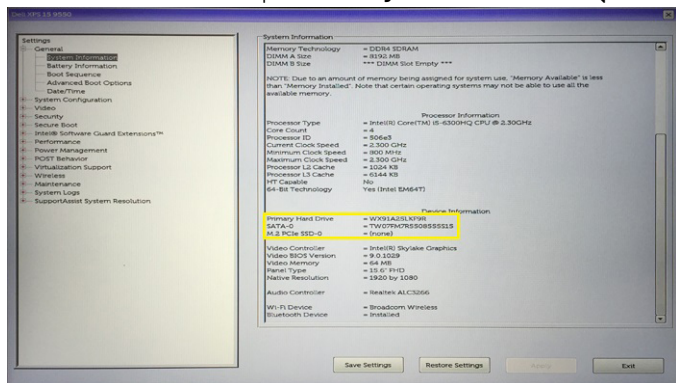 Dell XPS 15 9550
Settings
General
System Information
Battery Information
Boot Sequence
Advanced Boot Options
Date/Time
System Configuration
Video
Security
Secure Boot
Intel® Software Guard Extensions™
Performance
Power Management
POST Behavior
Virtualization Support
Wireless
Maintenance
System Logs
SupportAssist System Resolution
System Information
Memory Technology = DDR4 SDRAM
DIMM A Size = 8192 MB
DIMM B Size *** DIMM Slot Empty ***
NOTE: Due to an amount of memory being assigned for system use, "Memory Available" is less
than "Memory Installed". Note that certain operating systems may not be able to use all the
available memory.
Processor Information
Processor Type = Intel(R) Core(TM) i5-6300HQ CPU @ 2.30GHz
Core Count = 4
Processor ID = 506e3
Current Clock Speed = 2.300 GHz
Minimum Clock Speed = 800 MHz
Maximum Clock Speed = 2.300 GHz
Processor L2 Cache = 1024 KB
Processor L3 Cache = 6144 KB
HT Capable No
64-Bit Technology Yes (Intel EM64T)
Device Information
Primary Hard Drive = WX91A25LKF9R
SATA-0 = TW07FM7R5508555515
M.2 PCIe SSD-0 = (none)
Video Controller = Intel(R) Skylake Graphics
Video BIOS Version = 9.0.1029
Video Memory = 64 MB
Panel Type = 15.6" FHD
Native Resolution = 1920 by 1080
Audio Controller = Realtek ALC3266
Wi-Fi Device = Broadcom Wireless
Bluetooth Device = Installed
Save Settings
Restore Settings
Apply
Exit